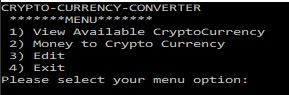 CRYPTO-CURRENCY-CONVERTER
*******MENU*******
1) View Available CryptoCurrency
2) Money to Crypto Currency
3) Edit
4) Exit
Please select your menu option: